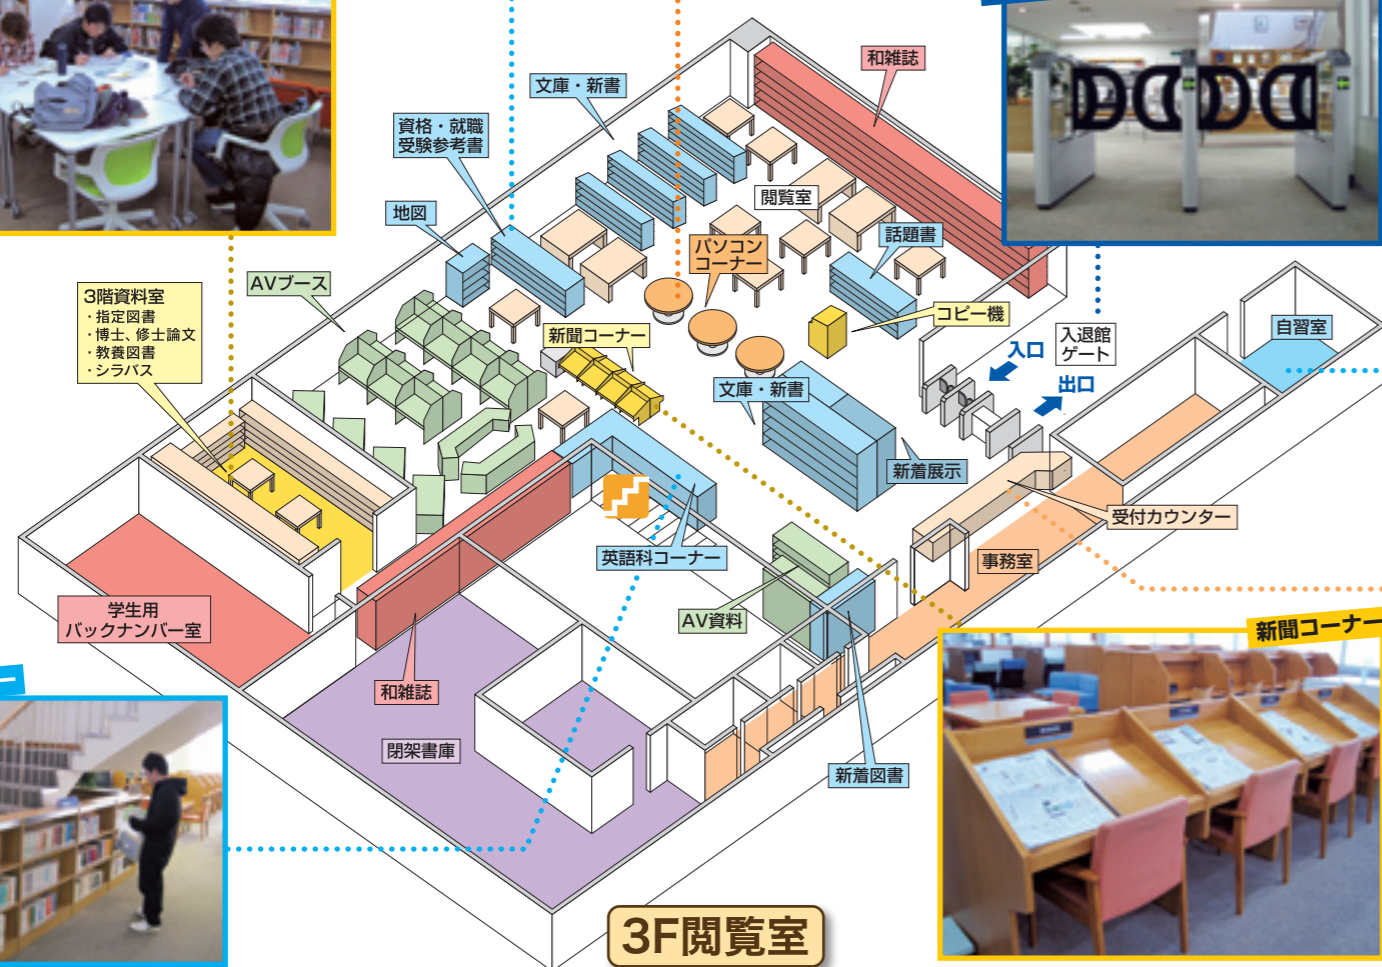 和雑誌
文庫・新書
資格・就職
受験参考書
閲覧室
地図
話題書
パソコン
コーナー
AVブース
3階資料室
・指定図書
・博士、修士論文
・教養図書
・シラバス
新聞コーナー
コピー機
入退館
ゲート
入口
出口
自習室
文庫・新書
新着展示
受付カウンター
英語科コーナー
事務室
AV資料
学生用
バックナンバー室
和雑誌
閉架書庫
新着図書
新聞コーナー
ー
3F閲覧室